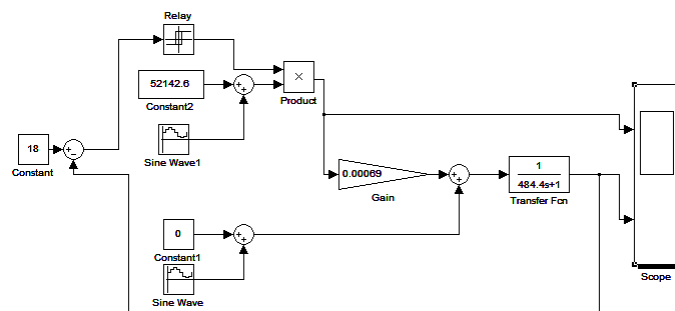 Relay
52142.6
Constant2
×
Product
+
+
Sine Wave1
18
Constant
+
−
0.00069
Gain
+
+
1
484.4s+1
Transfer Fcn
0
Constant1
+
+
Sine Wave
Scope